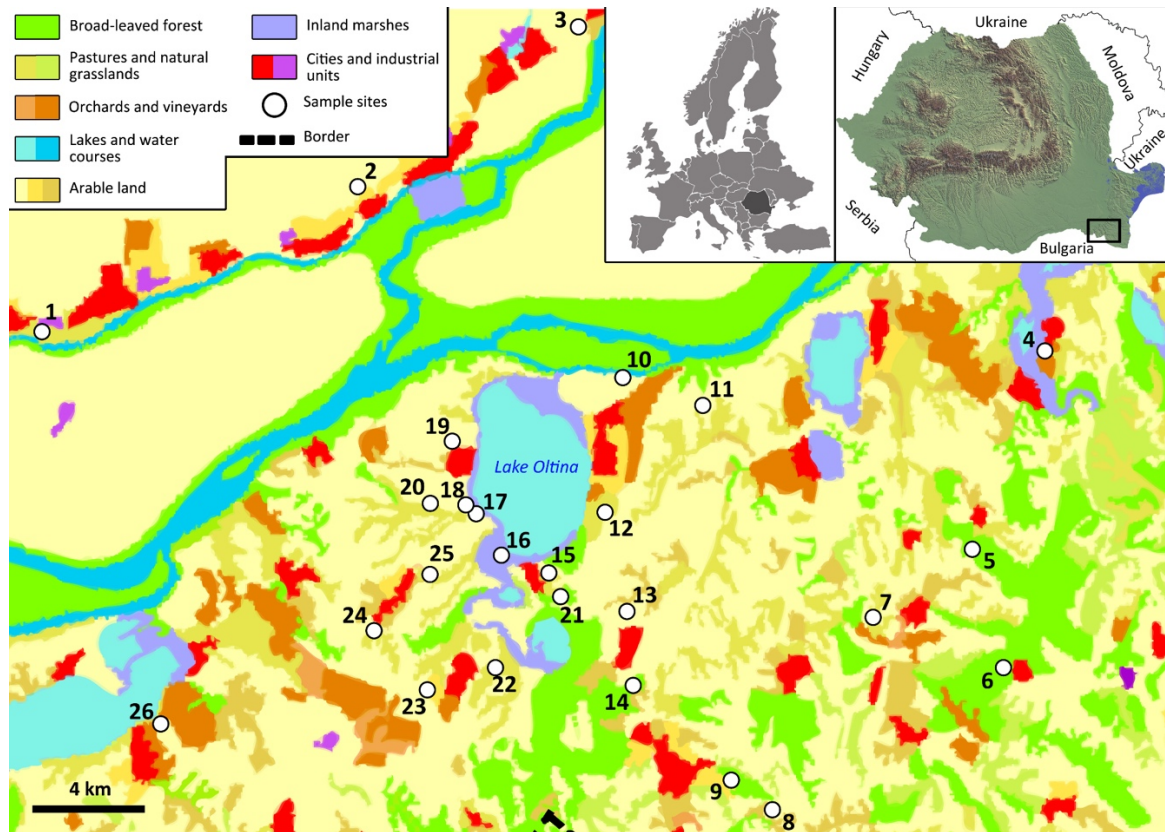 Broad-leaved forest
Pastures and natural
grasslands
Orchards and vineyards
Lakes and water
courses
Arable land
Inland marshes
Cities and industrial
units
Sample sites
Border
Ukraine
Hungary
Moldova
Ukraine
Serbia
Bulgaria
3
2
1
4
10
11
19
Lake Oltina
20
18
17
12
16
5
25
15
13
7
21
24
6
22
14
23
26
9
8
4 km